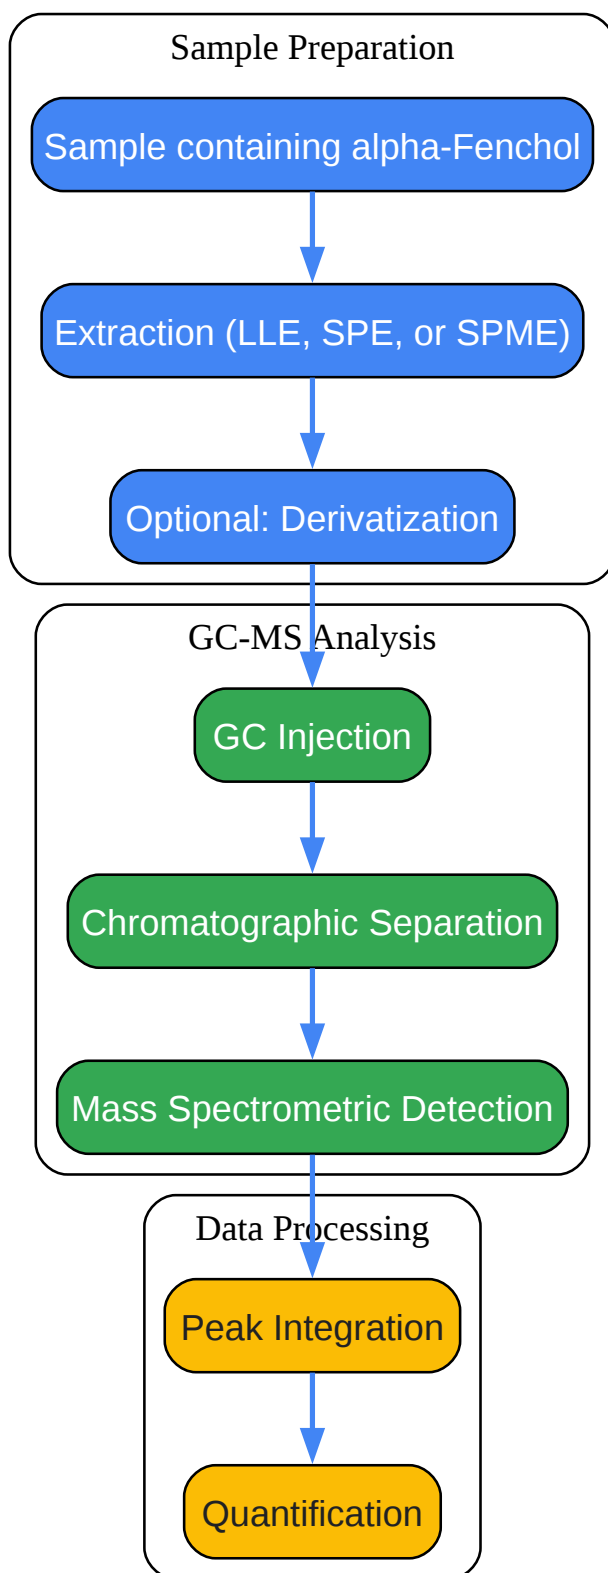 Sample Preparation
Sample containing alpha-Fenchol
Extraction (LLE, SPE, or SPME)
Optional: Derivatization
GC-MS Analysis
GC Injection
Chromatographic Separation
Mass Spectrometric Detection
Data Processing
Peak Integration
Quantification